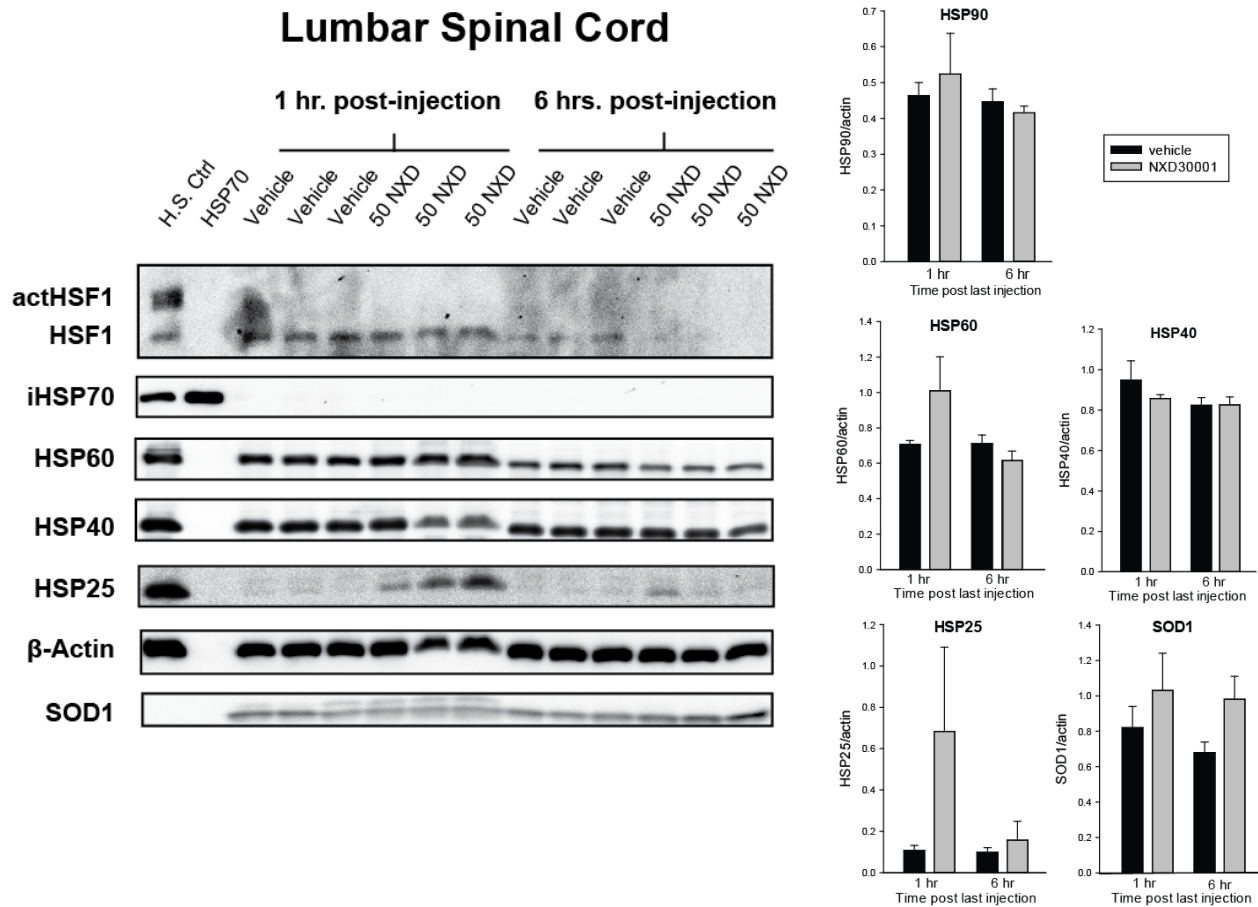 Lumbar Spinal Cord
1 hr. post-injection
6 hrs. post-injection
H.S. Ctrl
HSP70
Vehicle
Vehicle
Vehicle
50 NXD
50 NXD
50 NXD
Vehicle
Vehicle
Vehicle
50 NXD
50 NXD
50 NXD
actHSF1
HSF1
iHSP70
HSP60
HSP40
HSP25
β-Actin
SOD1
HSP90
HSP90/actin
0.7
0.6
0.5
0.4
0.3
0.2
0.1
0.0
1 hr 6 hr
Time post last injection
vehicle
NXD30001
HSP60
HSP60/actin
1.4
1.2
1.0
0.8
0.6
0.4
0.2
0.0
1 hr 6 hr
Time post last injection
HSP40
HSP40/actin
1.2
1.0
0.8
0.6
0.4
0.2
0.0
1 hr 6 hr
Time post last injection
HSP25
HSP25/actin
1.2
1.0
0.8
0.6
0.4
0.2
0.0
1 hr 6 hr
Time post last injection
SOD1
SOD1/actin
1.4
1.2
1.0
0.8
0.6
0.4
0.2
0.0
1 hr 6 hr
Time post last injection